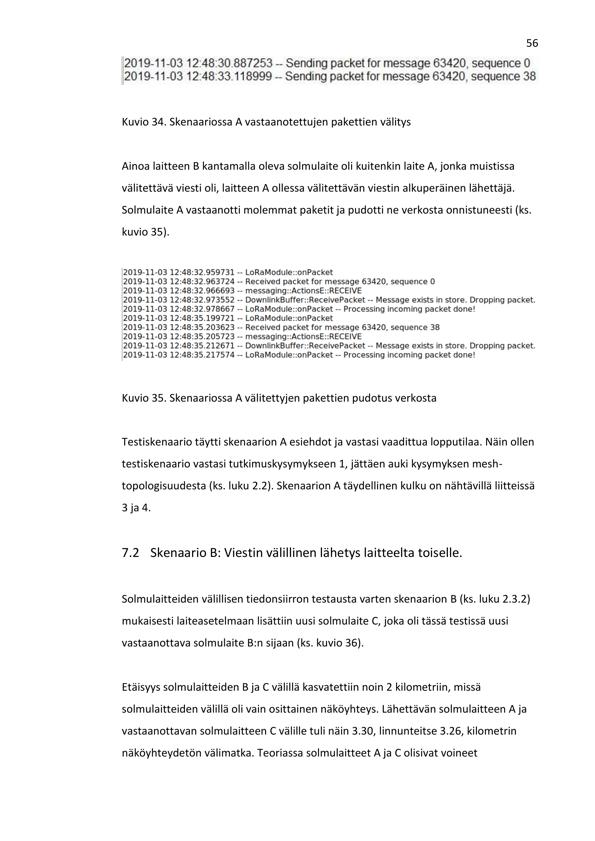 56
2019-11-03 12:48:30.887253 -- Sending packet for message 63420, sequence 0
2019-11-03 12:48:33.118999 -- Sending packet for message 63420, sequence 38
Kuvio 34. Skenaariossa A vastaanotettujen pakettien välitys
Ainoa laitteen B kantamalla oleva solmulaite oli kuitenkin laite A, jonka muistissa
välitettävä viesti oli, laitteen A ollessa välitettävän viestin alkuperäinen lähettäjä.
Solmulaite A vastaanotti molemmat paketit ja pudotti ne verkosta onnistuneesti (ks.
kuvio 35).
2019-11-03 12:48:32.959731 -- LoRaModule::onPacket
2019-11-03 12:48:32.963724 -- Received packet for message 63420, sequence 0
2019-11-03 12:48:32.966693 -- messaging::ActionsE::RECEIVE
2019-11-03 12:48:32.973552 -- DownlinkBuffer::ReceivePacket -- Message exists in store. Dropping packet.
2019-11-03 12:48:32.978667 -- LoRaModule::onPacket -- Processing incoming packet done!
2019-11-03 12:48:35.199721 -- LoRaModule::onPacket
2019-11-03 12:48:35.203623 -- Received packet for message 63420, sequence 38
2019-11-03 12:48:35.205723 -- messaging::ActionsE::RECEIVE
2019-11-03 12:48:35.212671 -- DownlinkBuffer::ReceivePacket -- Message exists in store. Dropping packet.
2019-11-03 12:48:35.217574 -- LoRaModule::onPacket -- Processing incoming packet done!
Kuvio 35. Skenaariossa A välitettyjen pakettien pudotus verkosta
Testiskenaario täytti skenaarion A esiehdot ja vastasi vaadittua lopputilaa. Näin ollen
testiskenaario vastasi tutkimuskysymykseen 1, jättäen auki kysymyksen mesh-
topologisuudesta (ks. luku 2.2). Skenaarion A täydellinen kulku on nähtävillä liitteissä
3 ja 4.
7.2 Skenaario B: Viestin välillinen lähetys laitteelta toiselle.
Solmulaitteiden välillisen tiedonsiirron testausta varten skenaarion B (ks. luku 2.3.2)
mukaisesti laiteasetelmaan lisättiin uusi solmulaite C, joka oli tässä testissä uusi
vastaanottava solmulaite B:n sijaan (ks. kuvio 36).
Etäisyys solmulaitteiden B ja C välillä kasvatettiin noin 2 kilometriin, missä
solmulaitteiden välillä oli vain osittainen näköyhteys. Lähettävän solmulaitteen A ja
vastaanottavan solmulaitteen C välille tuli näin 3.30, linnunteitse 3.26, kilometrin
näköyhteydetön välimatka. Teoriassa solmulaitteet A ja C olisivat voineet